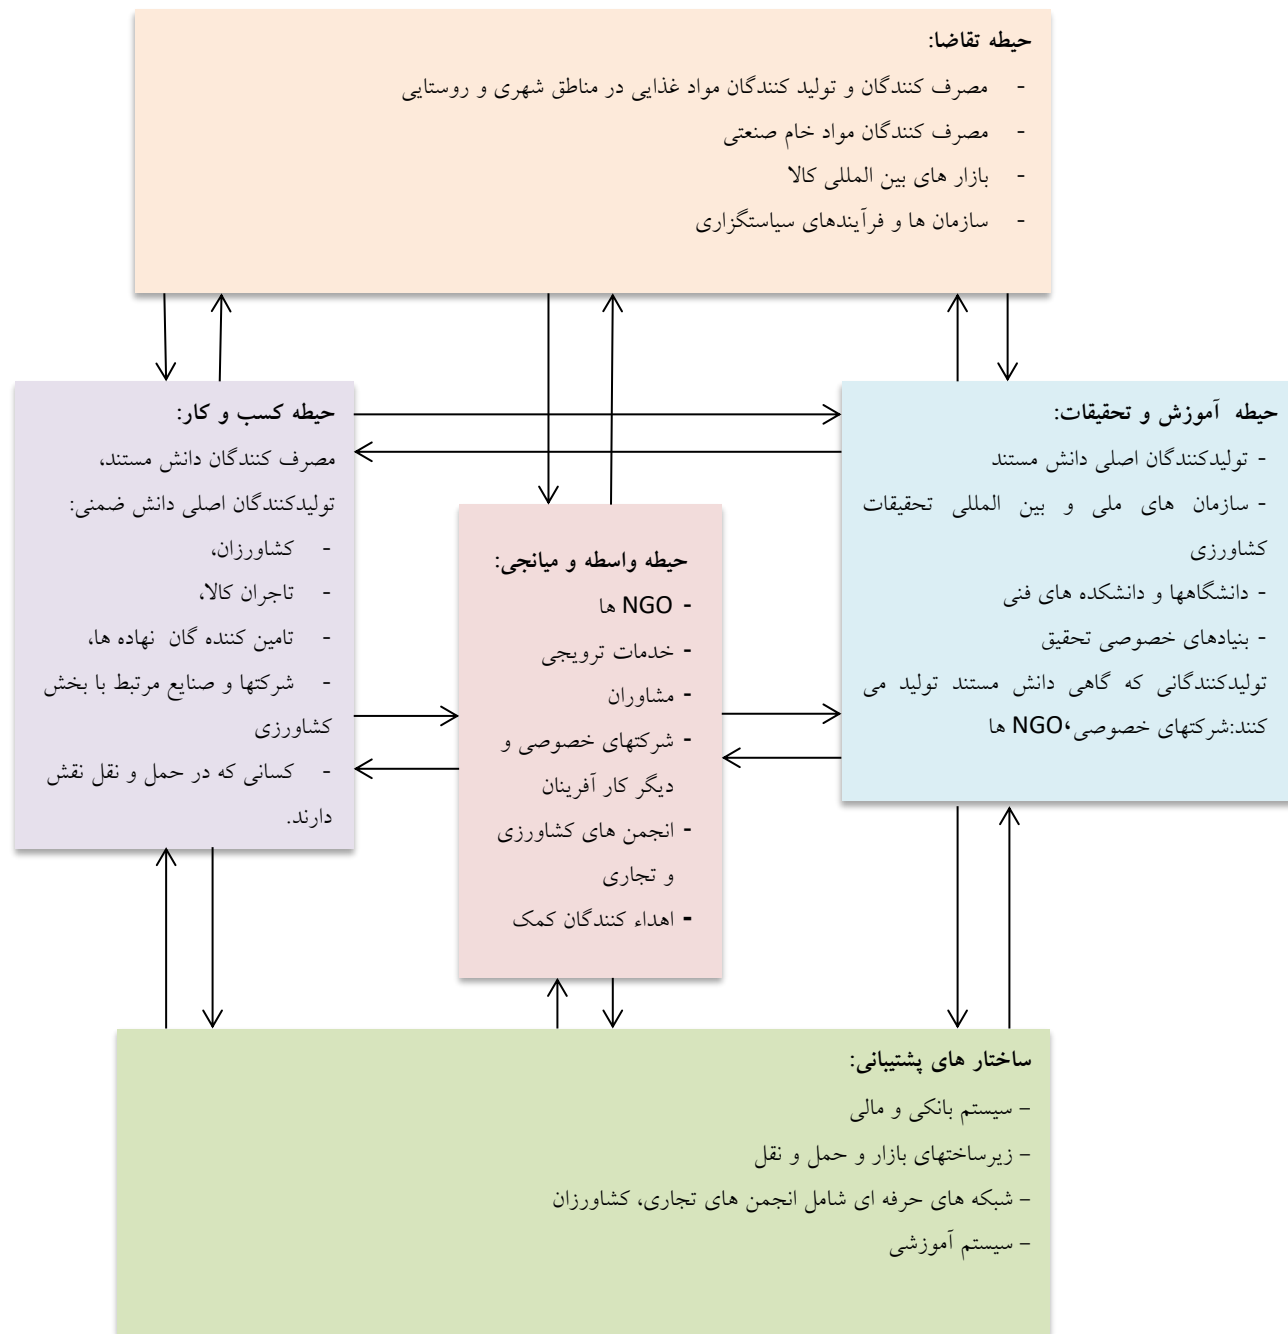 حیطه تقاضا:
- مصرف کنندگان و تولید کنندگان مواد غذایی در مناطق شهری و روستایی
- مصرف کنندگان مواد خام صنعتی
- بازار های بین المللی کالا
- سازمان ها و فرآیندهای سیاستگزاری
حیطه آموزش و تحقیقات:
- تولیدکنندگان اصلی دانش مستند
- سازمان های ملی و بین المللی تحقیقات
کشاورزی
- دانشگاهها و دانشکده های فنی
- بنیادهای خصوصی تحقیق
تولیدکنندگانی که گاهی دانش مستند تولید می
کنند:شرکتهای خصوصی،NGO ها
حیطه واسطه و میانجی:
- NGO ها
- خدمات ترویجی
- مشاوران
- شرکتهای خصوصی و
دیگر کار آفرینان
- انجمن های کشاورزی
و تجاری
- اهداء کنندگان کمک
حیطه کسب و کار:
مصرف کنندگان دانش مستند،
تولیدکنندگان اصلی دانش ضمنی:
- کشاورزان،
- تاجران کالا،
- تامین کننده گان نهاده ها،
- شرکتها و صنایع مرتبط با بخش
کشاورزی
- کسانی که در حمل و نقل نقش
دارند.
ساختار های پشتیبانی:
– سیستم بانکی و مالی
– زیرساختهای بازار و حمل و نقل
– شبکه های حرفه ای شامل انجمن های تجاری، کشاورزان
– سیستم آموزشی